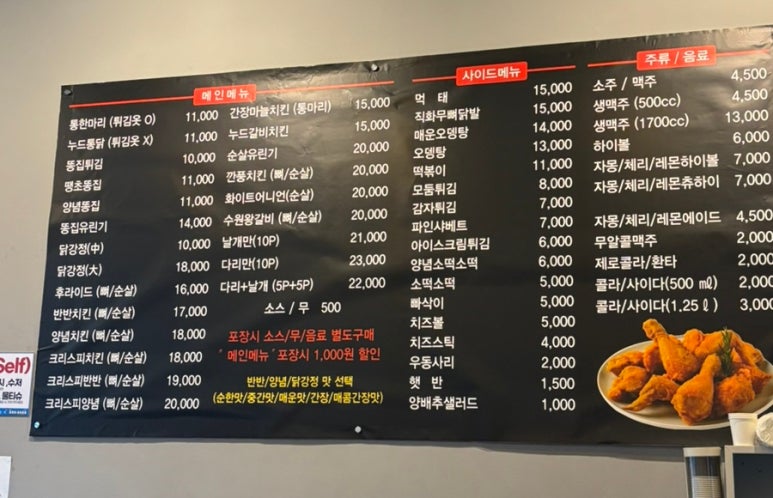 메인메뉴
통한마리 (튀김옷 O) 11,000
누드통닭 (튀김옷 X) 11,000
똥집튀김 10,000
땡초똥집 11,000
양념똥집 11,000
똥집유린기 14,000
닭강정(中) 10,000
닭강정(大) 18,000
후라이드 (뼈/순살) 16,000
반반치킨 (뼈/순살) 17,000
양념치킨 (뼈/순살) 18,000
크리스피치킨 (뼈/순살) 18,000
크리스피반반 (뼈/순살) 19,000
크리스피양념 (뼈/순살) 20,000
간장마늘치킨 (통마리) 15,000
누드갈비치킨 15,000
순살유린기 20,000
깐풍치킨 (뼈/순살) 20,000
화이트어니언(순살) 20,000
수원왕갈비 (뼈/순살) 20,000
날개만(10P) 21,000
다리만(10P) 23,000
다리+날개 (5P+5P) 22,000
소스 / 무 500
포장시 소스/무/음료 별도구매
"메인메뉴" 포장시 1,000원 할인
반반/양념/닭강정 맛 선택
(순한맛/중간맛/매운맛/간장/매콤간장맛)
사이드메뉴
먹 태 15,000
직화무뼈닭발 15,000
매운오뎅탕 14,000
오뎅탕 13,000
떡볶이 11,000
모둠튀김 8,000
감자튀김 7,000
파인샤베트 7,000
아이스크림튀김 6,000
양념소떡소떡 6,000
소떡소떡 5,000
빠삭이 5,000
치즈볼 5,000
치즈스틱 4,000
우동사리 2,000
햇 반 1,500
양배추샐러드 1,000
주류 / 음료
소주 / 맥주 4,500
생맥주 (500cc) 4,500
생맥주 (1700cc) 13,000
하이볼 6,000
자몽/체리/레몬하이볼 7,000
자몽/체리/레몬츄하이 7,000
자몽/체리/레몬에이드 4,500
무알콜맥주 2,000
제로콜라/환타 2,000
콜라/사이다(500 ㎖) 2,000
콜라/사이다(1.25 ℓ) 3,000
Self)
,수저
물티슈